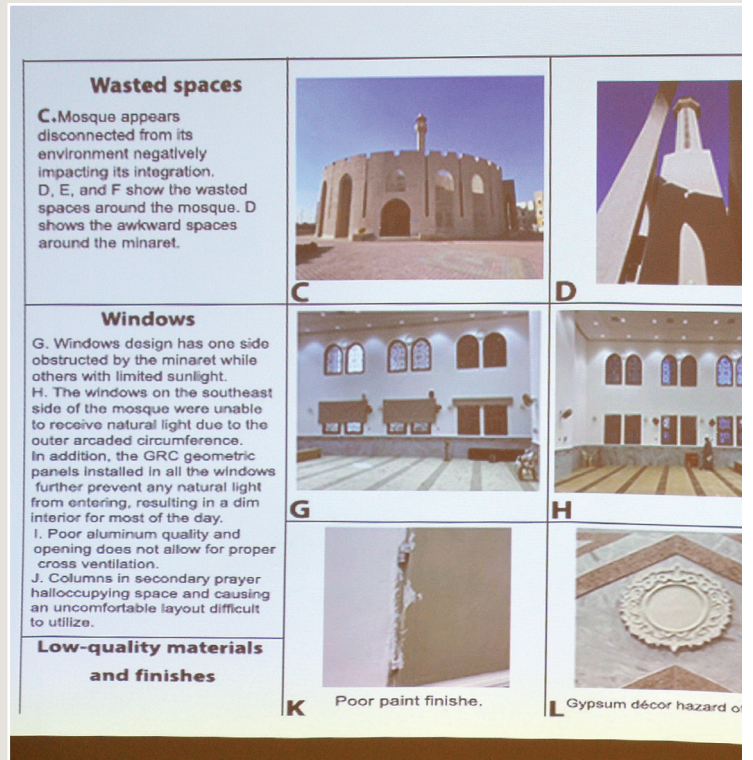 Wasted spaces
C.Mosque appears
disconnected from its
environment negatively
impacting its integration.
D, E, and F show the wasted
spaces around the mosque. D
shows the awkward spaces
around the minaret.
C
D
Windows
G. Windows design has one side
obstructed by the minaret while
others with limited sunlight.
H. The windows on the southeast
side of the mosque were unable
to receive natural light due to the
outer arcaded circumference.
In addition, the GRC geometric
panels installed in all the windows
further prevent any natural light
from entering, resulting in a dim
interior for most of the day.
I. Poor aluminum quality and
opening does not allow for proper
cross ventilation.
J. Columns in secondary prayer
halloccupying space and causing
an uncomfortable layout difficult
to utilize.
G
H
Low-quality materials
and finishes
K
Poor paint finishe.
L
Gypsum décor hazard of